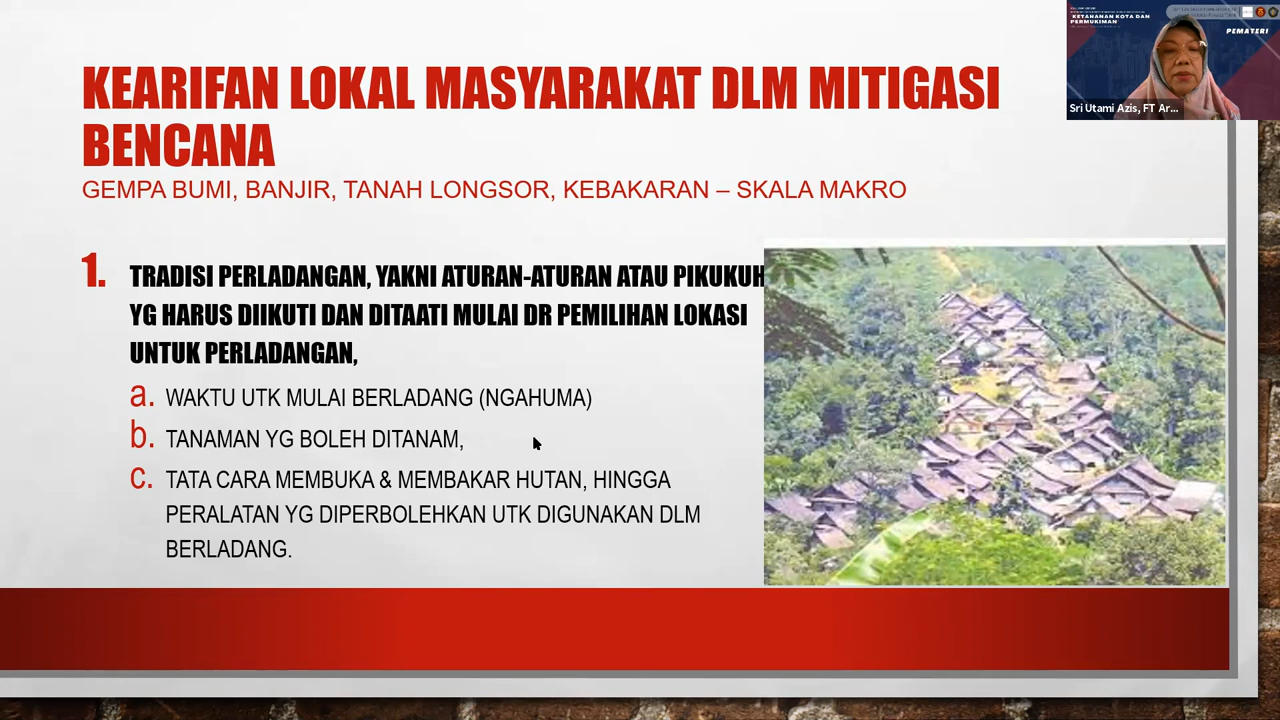 KEARIFAN LOKAL MASYARAKAT DLM MITIGASI
BENCANA
GEMPA BUMI, BANJIR, TANAH LONGSOR, KEBAKARAN – SKALA MAKRO
1. TRADISI PERLADANGAN, YAKNI ATURAN-ATURAN ATAU PIKUKUH
YG HARUS DIIKUTI DAN DITAATI MULAI DR PEMILIHAN LOKASI
UNTUK PERLADANGAN,
a. WAKTU UTK MULAI BERLADANG (NGAHUMA)
b. TANAMAN YG BOLEH DITANAM,
c. TATA CARA MEMBUKA & MEMBAKAR HUTAN, HINGGA
PERALATAN YG DIPERBOLEHKAN UTK DIGUNAKAN DLM
BERLADANG.
KETAHANAN KOTA DAN
PERMUKIMAN
PEMATERI
Sri Utami Azis, FT Ar...